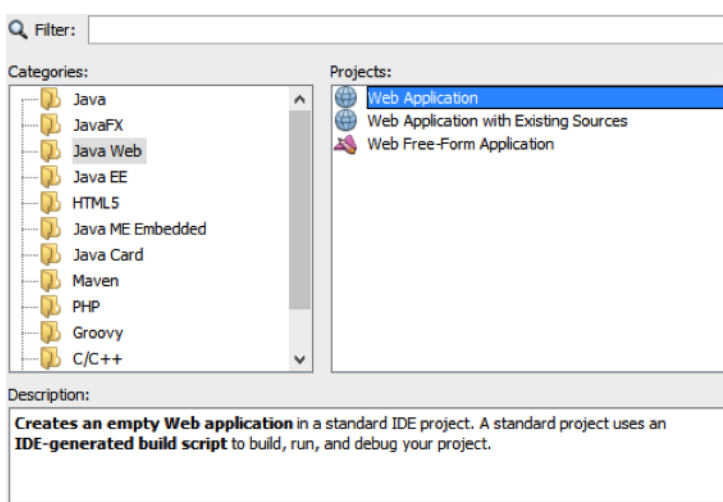 Filter:
Categories:
Java
JavaFX
Java Web
Java EE
HTML5
Java ME Embedded
Java Card
Maven
PHP
Groovy
C/C++
Projects:
Web Application
Web Application with Existing Sources
Web Free-Form Application
Description:
Creates an empty Web application in a standard IDE project. A standard project uses an
IDE-generated build script to build, run, and debug your project.